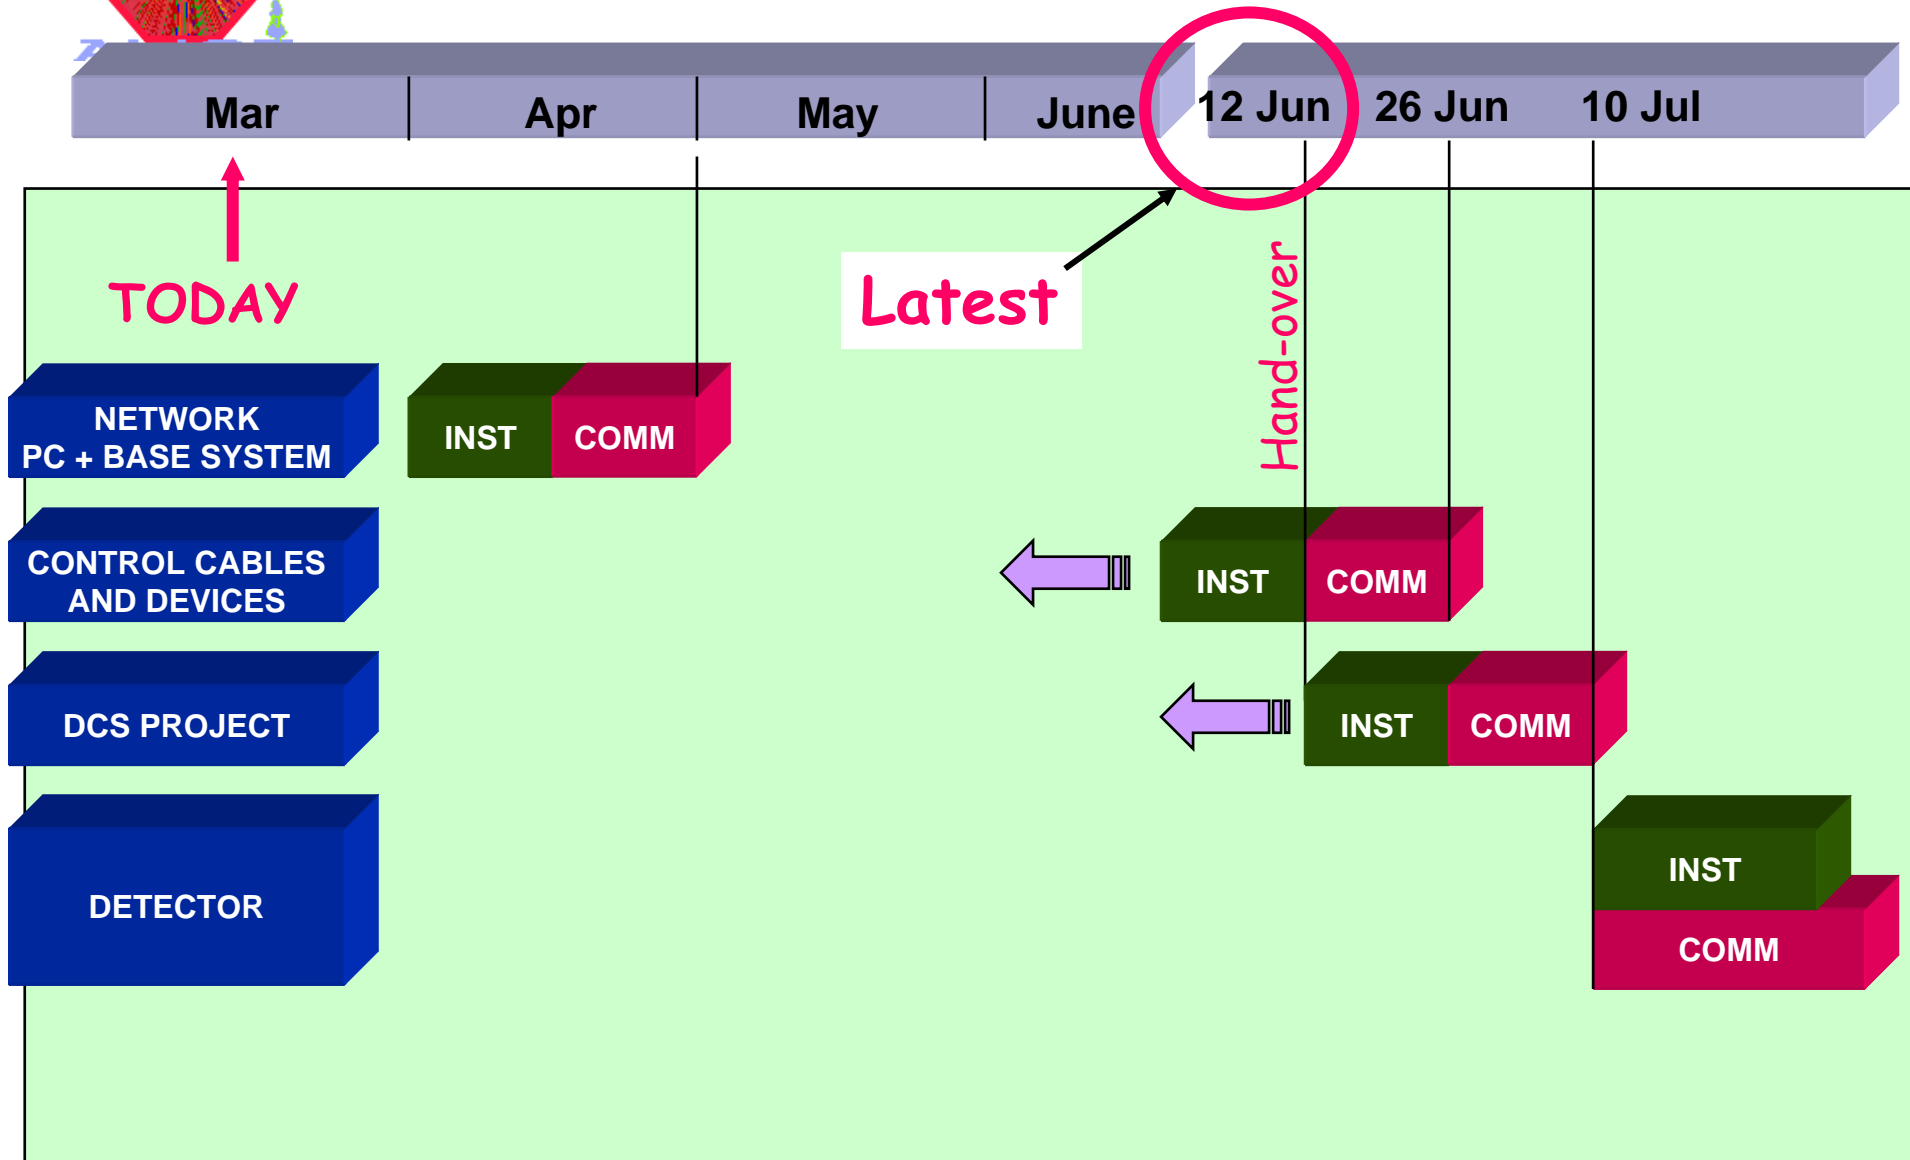 Mar
Apr
May
June
12 Jun
26 Jun
10 Jul
TODAY
Latest
Hand-over
NETWORK
PC + BASE SYSTEM
INST
COMM
CONTROL CABLES
AND DEVICES
INST
COMM
DCS PROJECT
INST
COMM
DETECTOR
INST
COMM